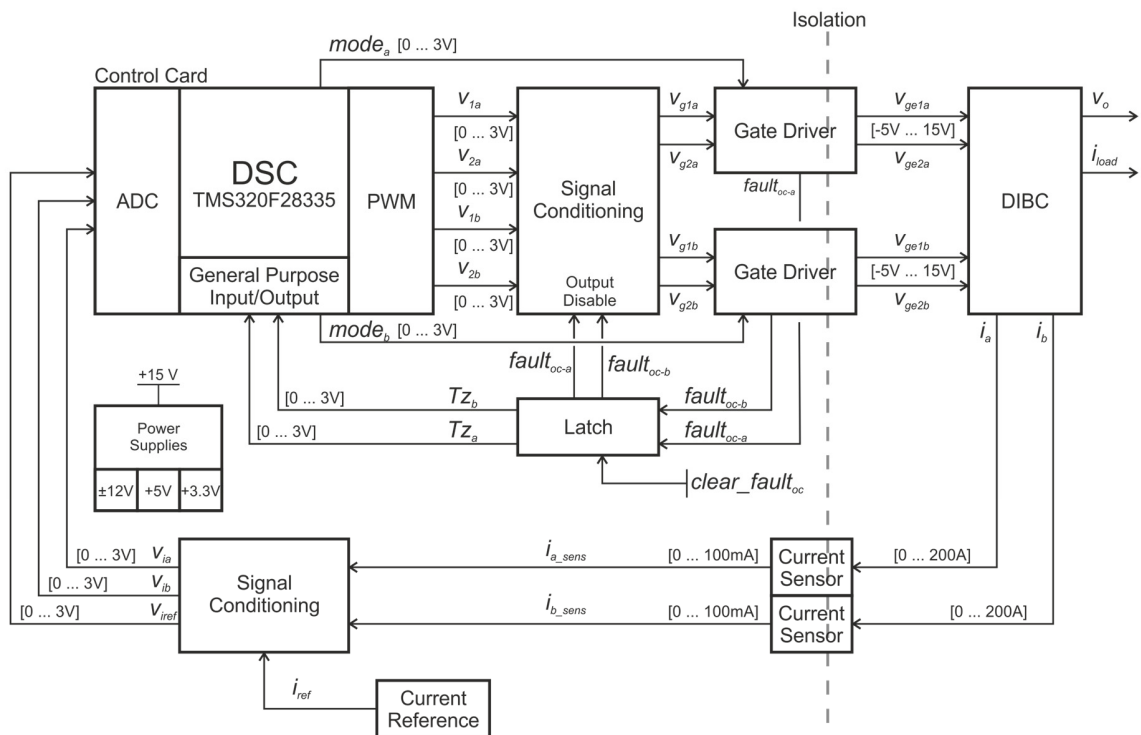 Isolation
mode_a [0 ... 3V]
Control Card
ADC
DSC
TMS320F28335
General Purpose
Input/Output
PWM
v_1a
[0 ... 3V]
v_2a
[0 ... 3V]
v_1b
[0 ... 3V]
v_2b
[0 ... 3V]
Signal
Conditioning
Output
Disable
v_g1a
v_g2a
v_g1b
v_g2b
Gate Driver
fault_oc-a
Gate Driver
v_ge1a
[-5V ... 15V]
v_ge2a
v_ge1b
[-5V ... 15V]
v_ge2b
DIBC
v_o
i_load
i_a
i_b
mode_b [0 ... 3V]
fault_oc-a
fault_oc-b
[0 ... 3V] Tz_b
[0 ... 3V] Tz_a
Latch
fault_oc-b
fault_oc-a
clear_fault_oc
+15 V
Power
Supplies
±12V
+5V
+3.3V
[0 ... 3V] v_ia
[0 ... 3V] v_ib
[0 ... 3V] v_iref
Signal
Conditioning
i_a_sens [0 ... 100mA]
Current
Sensor
[0 ... 200A]
i_b_sens [0 ... 100mA]
Current
Sensor
[0 ... 200A]
i_ref
Current
Reference